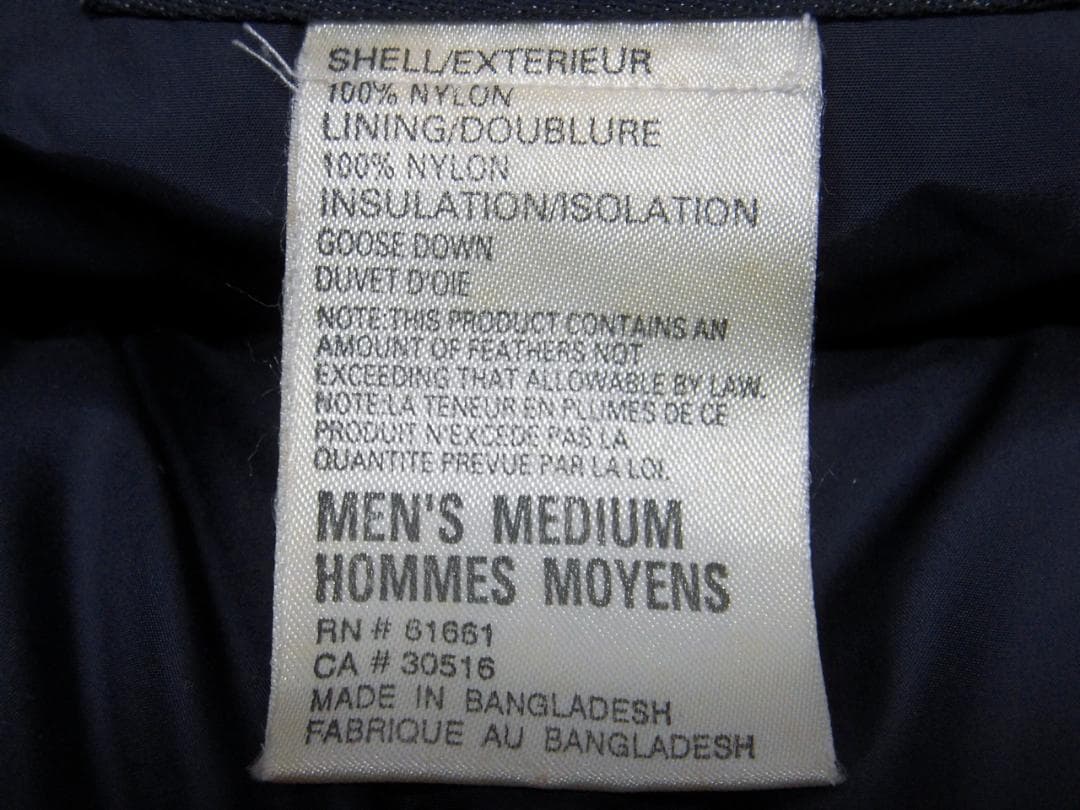 SHELL/EXTERIEUR
100% NYLON
LINING/DOUBLURE
100% NYLON
INSULATION/ISOLATION
GOOSE DOWN
DUVET D'OIE
NOTE:THIS PRODUCT CONTAINS AN
AMOUNT OF FEATHERS NOT
EXCEEDING THAT ALLOWABLE BY LAW.
NOTE:LA TENEUR EN PLUMES DE CE
PRODUIT N'EXCEDE PAS LA
QUANTITE PREVUE PAR LA LOI.
MEN'S MEDIUM
HOMMES MOYENS
RN # 61661
CA # 30516
MADE IN BANGLADESH
FABRIQUE AU BANGLADESH